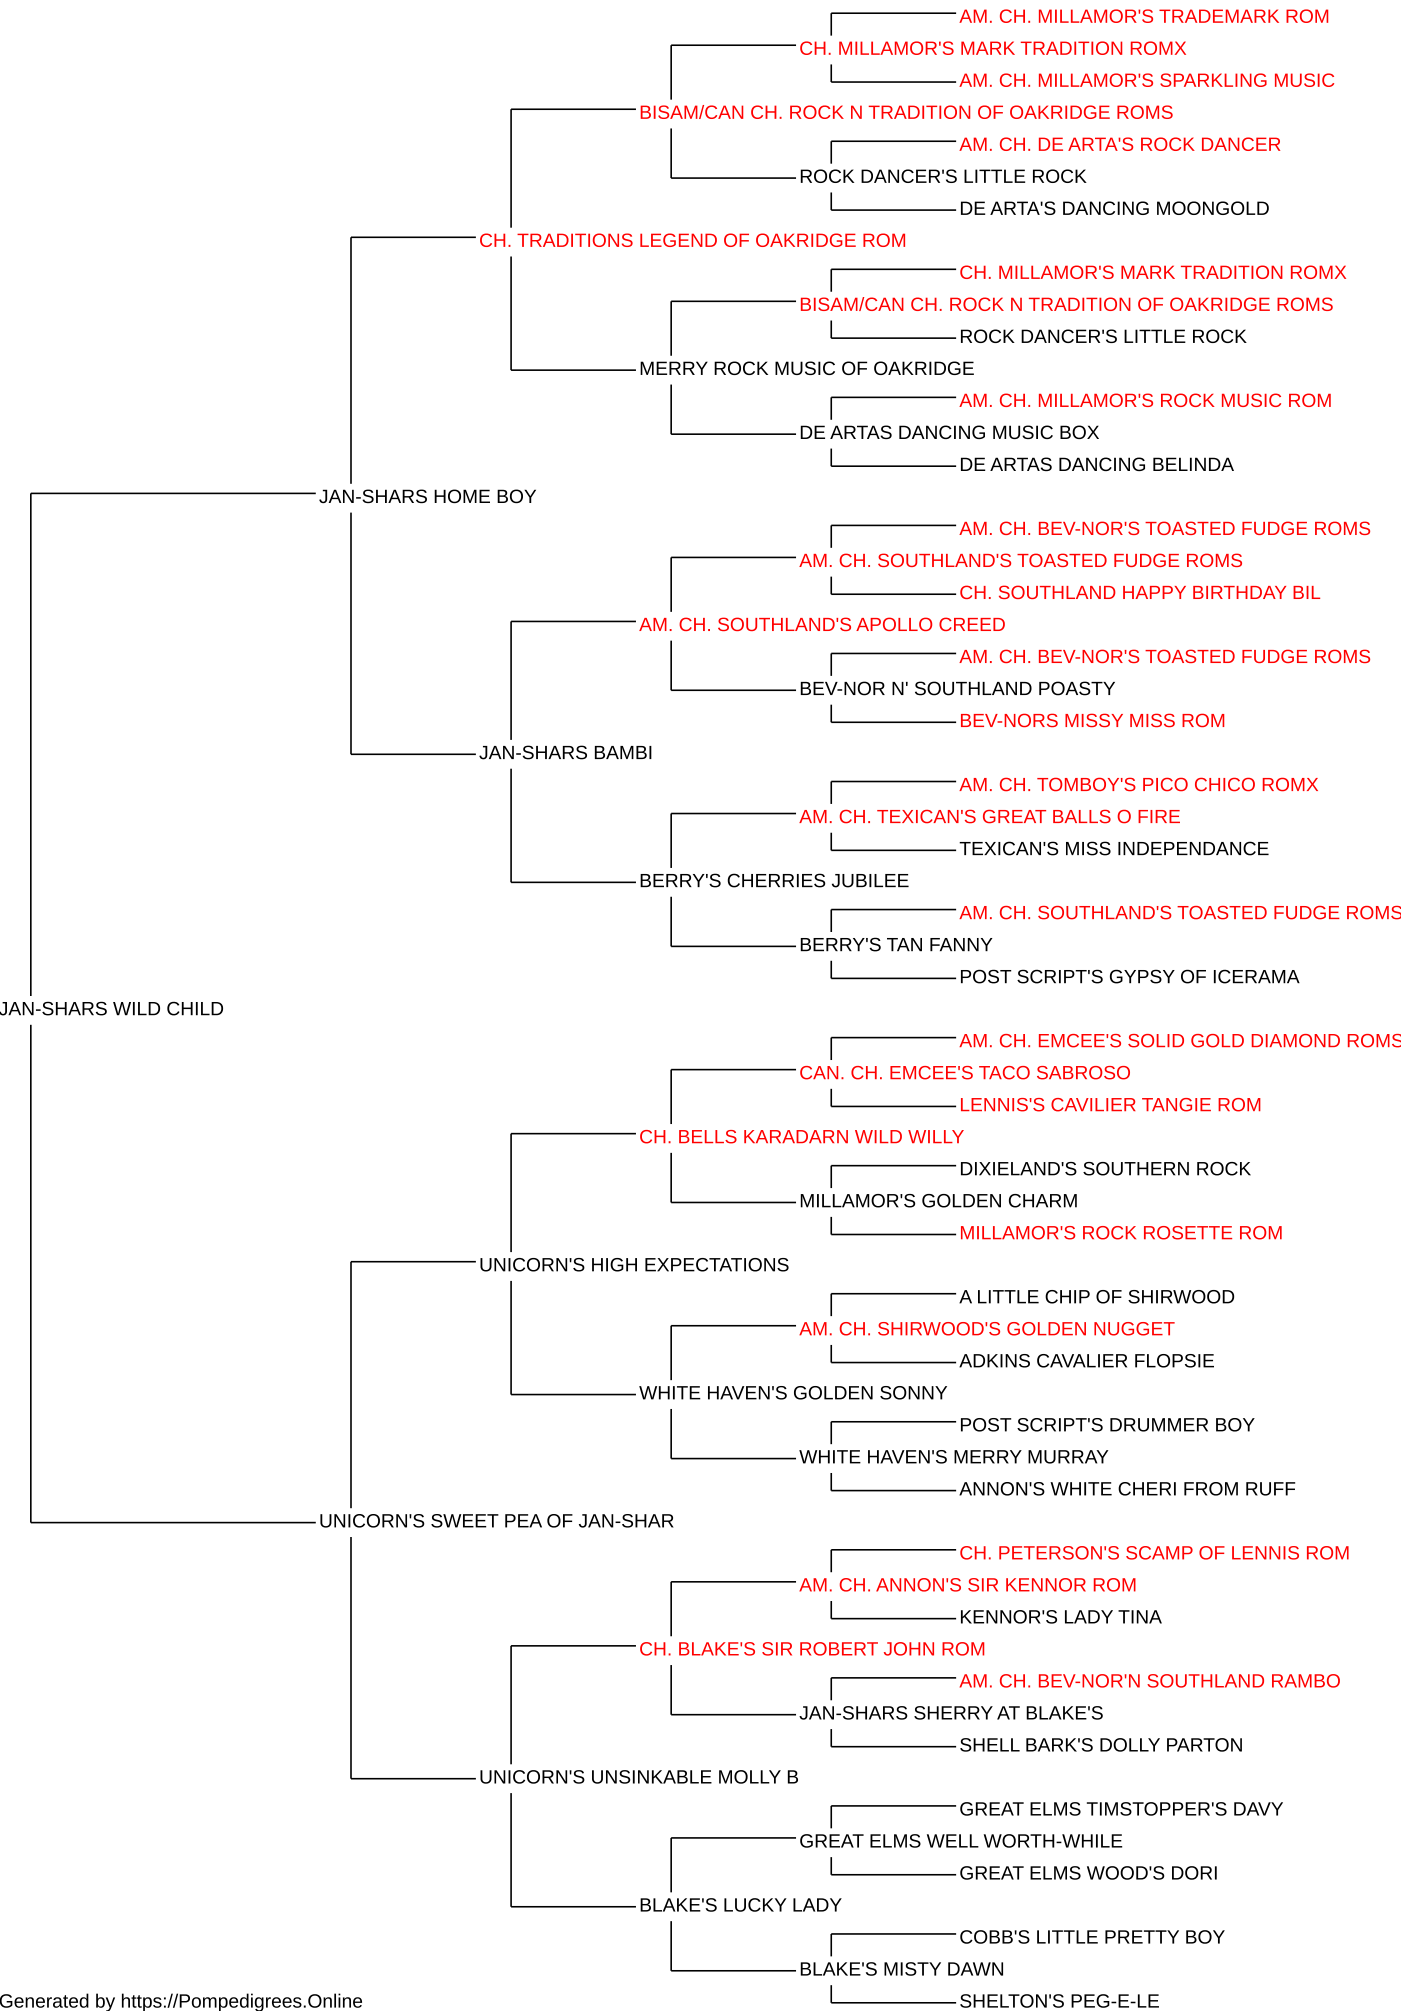 AM. CH. MILLAMOR'S TRADEMARK ROM
CH. MILLAMOR'S MARK TRADITION ROMX
AM. CH. MILLAMOR'S SPARKLING MUSIC
BISAM/CAN CH. ROCK N TRADITION OF OAKRIDGE ROMS
AM. CH. DE ARTA'S ROCK DANCER
ROCK DANCER'S LITTLE ROCK
DE ARTA'S DANCING MOONGOLD
CH. TRADITIONS LEGEND OF OAKRIDGE ROM
CH. MILLAMOR'S MARK TRADITION ROMX
BISAM/CAN CH. ROCK N TRADITION OF OAKRIDGE ROMS
ROCK DANCER'S LITTLE ROCK
MERRY ROCK MUSIC OF OAKRIDGE
AM. CH. MILLAMOR'S ROCK MUSIC ROM
DE ARTAS DANCING MUSIC BOX
DE ARTAS DANCING BELINDA
JAN-SHARS HOME BOY
AM. CH. BEV-NOR'S TOASTED FUDGE ROMS
AM. CH. SOUTHLAND'S TOASTED FUDGE ROMS
CH. SOUTHLAND HAPPY BIRTHDAY BIL
AM. CH. SOUTHLAND'S APOLLO CREED
AM. CH. BEV-NOR'S TOASTED FUDGE ROMS
BEV-NOR N' SOUTHLAND POASTY
BEV-NORS MISSY MISS ROM
JAN-SHARS BAMBI
AM. CH. TOMBOY'S PICO CHICO ROMX
AM. CH. TEXICAN'S GREAT BALLS O FIRE
TEXICAN'S MISS INDEPENDANCE
BERRY'S CHERRIES JUBILEE
AM. CH. SOUTHLAND'S TOASTED FUDGE ROMS
BERRY'S TAN FANNY
POST SCRIPT'S GYPSY OF ICERAMA
JAN-SHARS WILD CHILD
AM. CH. EMCEE'S SOLID GOLD DIAMOND ROMS
CAN. CH. EMCEE'S TACO SABROSO
LENNIS'S CAVILIER TANGIE ROM
CH. BELLS KARADARN WILD WILLY
DIXIELAND'S SOUTHERN ROCK
MILLAMOR'S GOLDEN CHARM
MILLAMOR'S ROCK ROSETTE ROM
UNICORN'S HIGH EXPECTATIONS
A LITTLE CHIP OF SHIRWOOD
AM. CH. SHIRWOOD'S GOLDEN NUGGET
ADKINS CAVALIER FLOPSIE
WHITE HAVEN'S GOLDEN SONNY
POST SCRIPT'S DRUMMER BOY
WHITE HAVEN'S MERRY MURRAY
ANNON'S WHITE CHERI FROM RUFF
UNICORN'S SWEET PEA OF JAN-SHAR
CH. PETERSON'S SCAMP OF LENNIS ROM
AM. CH. ANNON'S SIR KENNOR ROM
KENNOR'S LADY TINA
CH. BLAKE'S SIR ROBERT JOHN ROM
AM. CH. BEV-NOR'N SOUTHLAND RAMBO
JAN-SHARS SHERRY AT BLAKE'S
SHELL BARK'S DOLLY PARTON
UNICORN'S UNSINKABLE MOLLY B
GREAT ELMS TIMSTOPPER'S DAVY
GREAT ELMS WELL WORTH-WHILE
GREAT ELMS WOOD'S DORI
BLAKE'S LUCKY LADY
COBB'S LITTLE PRETTY BOY
BLAKE'S MISTY DAWN
SHELTON'S PEG-E-LE
Generated by https://Pompedigrees.Online